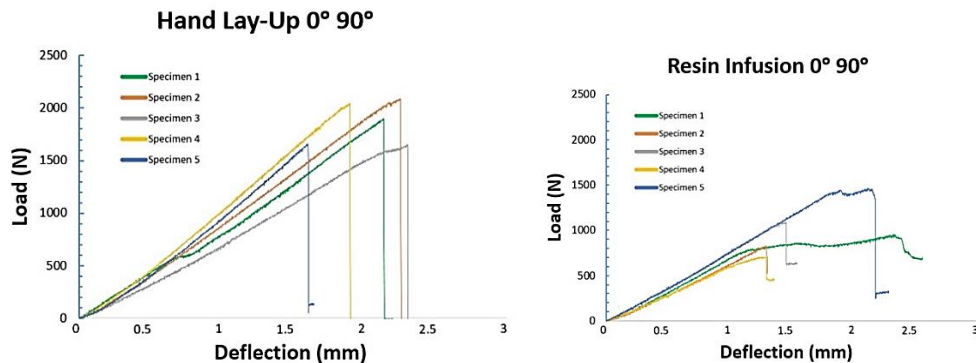 Hand Lay-Up 0° 90°
2500
2000
1500
1000
500
0
Load (N)
Specimen 1
Specimen 2
Specimen 3
Specimen 4
Specimen 5
0
0.5
1
1.5
2
2.5
3
Deflection (mm)
Resin Infusion 0° 90°
2500
2000
1500
1000
500
0
Load (N)
Specimen 1
Specimen 2
Specimen 3
Specimen 4
Specimen 5
0
0.5
1
1.5
2
2.5
3
Deflection (mm)